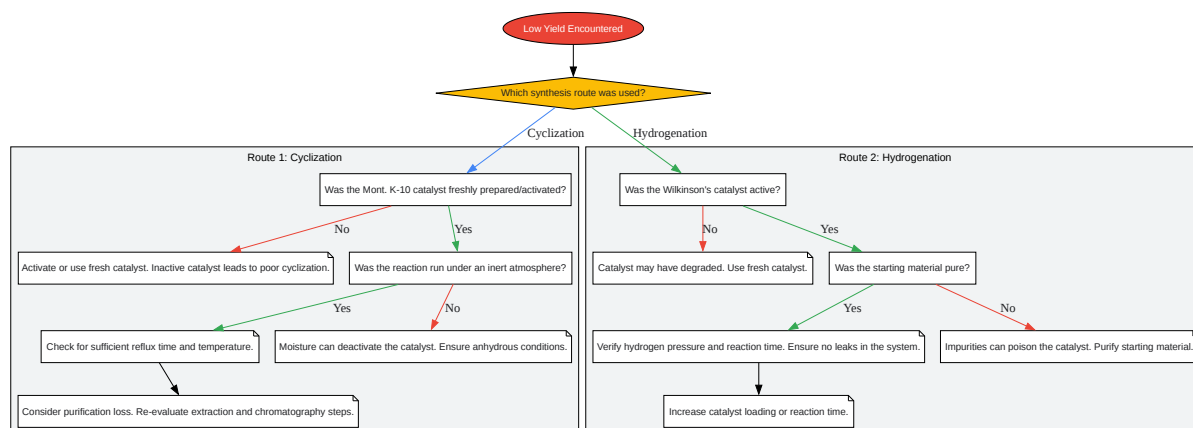 Low Yield Encountered
Which synthesis route was used?
Cyclization
Hydrogenation
Route 1: Cyclization
Route 2: Hydrogenation
Was the Mont. K-10 catalyst freshly prepared/activated?
Was the Wilkinson's catalyst active?
No
Yes
No
Yes
Activate or use fresh catalyst. Inactive catalyst leads to poor cyclization.
Was the reaction run under an inert atmosphere?
Catalyst may have degraded. Use fresh catalyst.
Was the starting material pure?
Yes
No
Yes
No
Check for sufficient reflux time and temperature.
Moisture can deactivate the catalyst. Ensure anhydrous conditions.
Verify hydrogen pressure and reaction time. Ensure no leaks in the system.
Impurities can poison the catalyst. Purify starting material.
Consider purification loss. Re-evaluate extraction and chromatography steps.
Increase catalyst loading or reaction time.